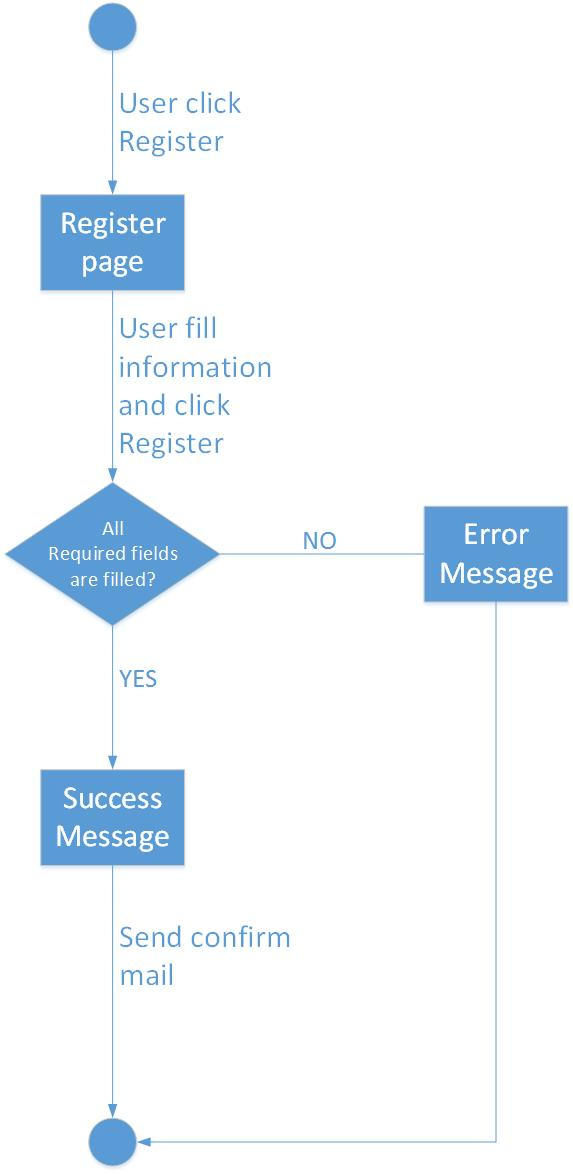 User click
Register
Register
page
User fill
information
and click
Register
All
Required fields
are filled?
NO
Error
Message
YES
Success
Message
Send confirm
mail